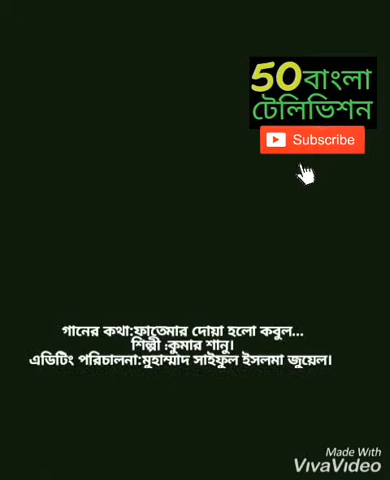 50বাংলা
টেলিভিশন
Subscribe
গানের কথা:ফাতেমার দোয়া হলো কবুল...
শিল্পী :কুমার শানু।
এডিটিং পরিচালনা:মুহাম্মাদ সাইফুল ইসলমা জুয়েল।
Made With
VivaVideo